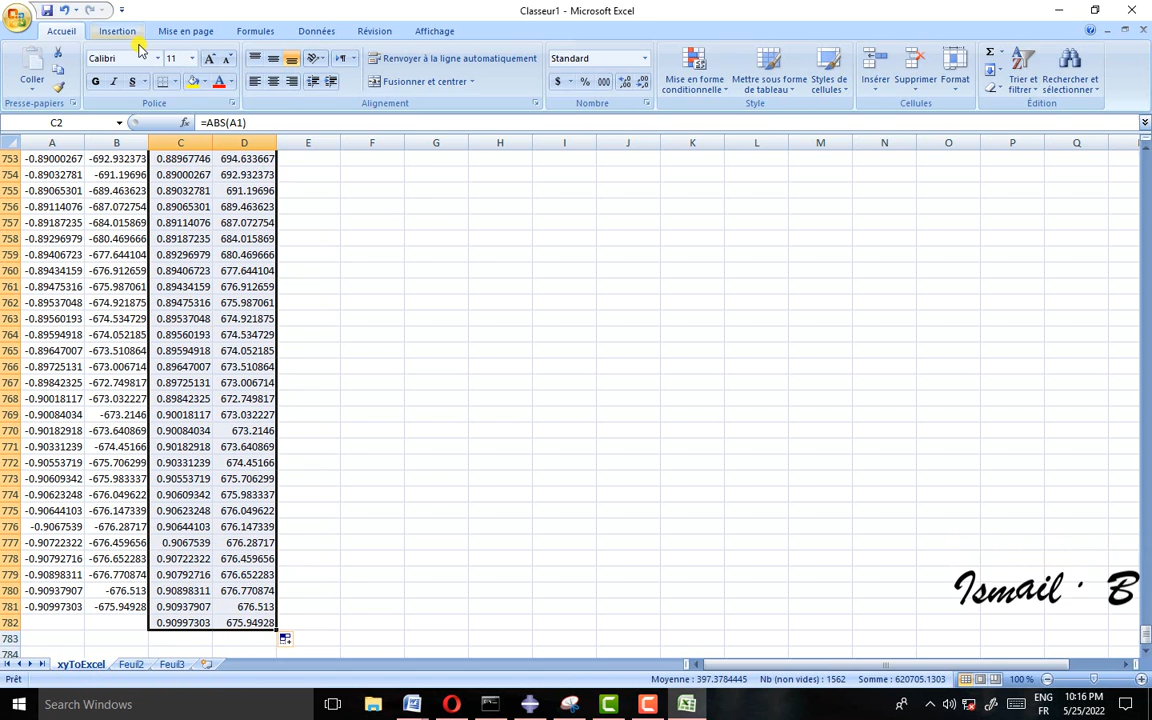 Classeur1 - Microsoft Excel
Accueil Insertion Mise en page Formules Données Révision Affichage
Coller
Calibri 11
G I S
Renvoyer à la ligne automatiquement
Fusionner et centrer
Standard
$ % 000
Mise en forme conditionnelle
Mettre sous forme de tableau
Styles de cellules
Insérer Supprimer Format
Trier et filtrer
Rechercher et sélectionner
Presse-papiers Police Alignement Nombre Style Cellules Édition
C2 fx =ABS(A1)
A B C D E F G H I J K L M N O P Q
753 -0.89000267 -692.932373 0.88967746 694.633667
754 -0.89032781 -691.19696 0.89000267 692.932373
755 -0.89065301 -689.463623 0.89032781 691.19696
756 -0.89114076 -687.072754 0.89065301 689.463623
757 -0.89187235 -684.015869 0.89114076 687.072754
758 -0.89296979 -680.469666 0.89187235 684.015869
759 -0.89406723 -677.644104 0.89296979 680.469666
760 -0.89434159 -676.912659 0.89406723 677.644104
761 -0.89475316 -675.987061 0.89434159 676.912659
762 -0.89537048 -674.921875 0.89475316 675.987061
763 -0.89560193 -674.534729 0.89537048 674.921875
764 -0.89594918 -674.052185 0.89560193 674.534729
765 -0.89647007 -673.510864 0.89594918 674.052185
766 -0.89725131 -673.006714 0.89647007 673.510864
767 -0.89842325 -672.749817 0.89725131 673.006714
768 -0.90018117 -673.032227 0.89842325 672.749817
769 -0.90084034 -673.2146 0.90018117 673.032227
770 -0.90182918 -673.640869 0.90084034 673.2146
771 -0.90331239 -674.45166 0.90182918 673.640869
772 -0.90553719 -675.706299 0.90331239 674.45166
773 -0.90609342 -675.983337 0.90553719 675.706299
774 -0.90623248 -676.049622 0.90609342 675.983337
775 -0.90644103 -676.147339 0.90623248 676.049622
776 -0.9067539 -676.28717 0.90644103 676.147339
777 -0.90722322 -676.459656 0.9067539 676.28717
778 -0.90792716 -676.652283 0.90722322 676.459656
779 -0.90898311 -676.770874 0.90792716 676.652283
780 -0.90937907 -676.513 0.90898311 676.770874
781 -0.90997303 -675.94928 0.90937907 676.513
782 0.90997303 675.94928
783
784
Ismail · B
xyToExcel Feuil2 Feuil3
Prêt Moyenne : 397.3784445 Nb (non vides) : 1562 Somme : 620705.1303 100 %
Search Windows
ENG 10:16 PM
FR 5/25/2022